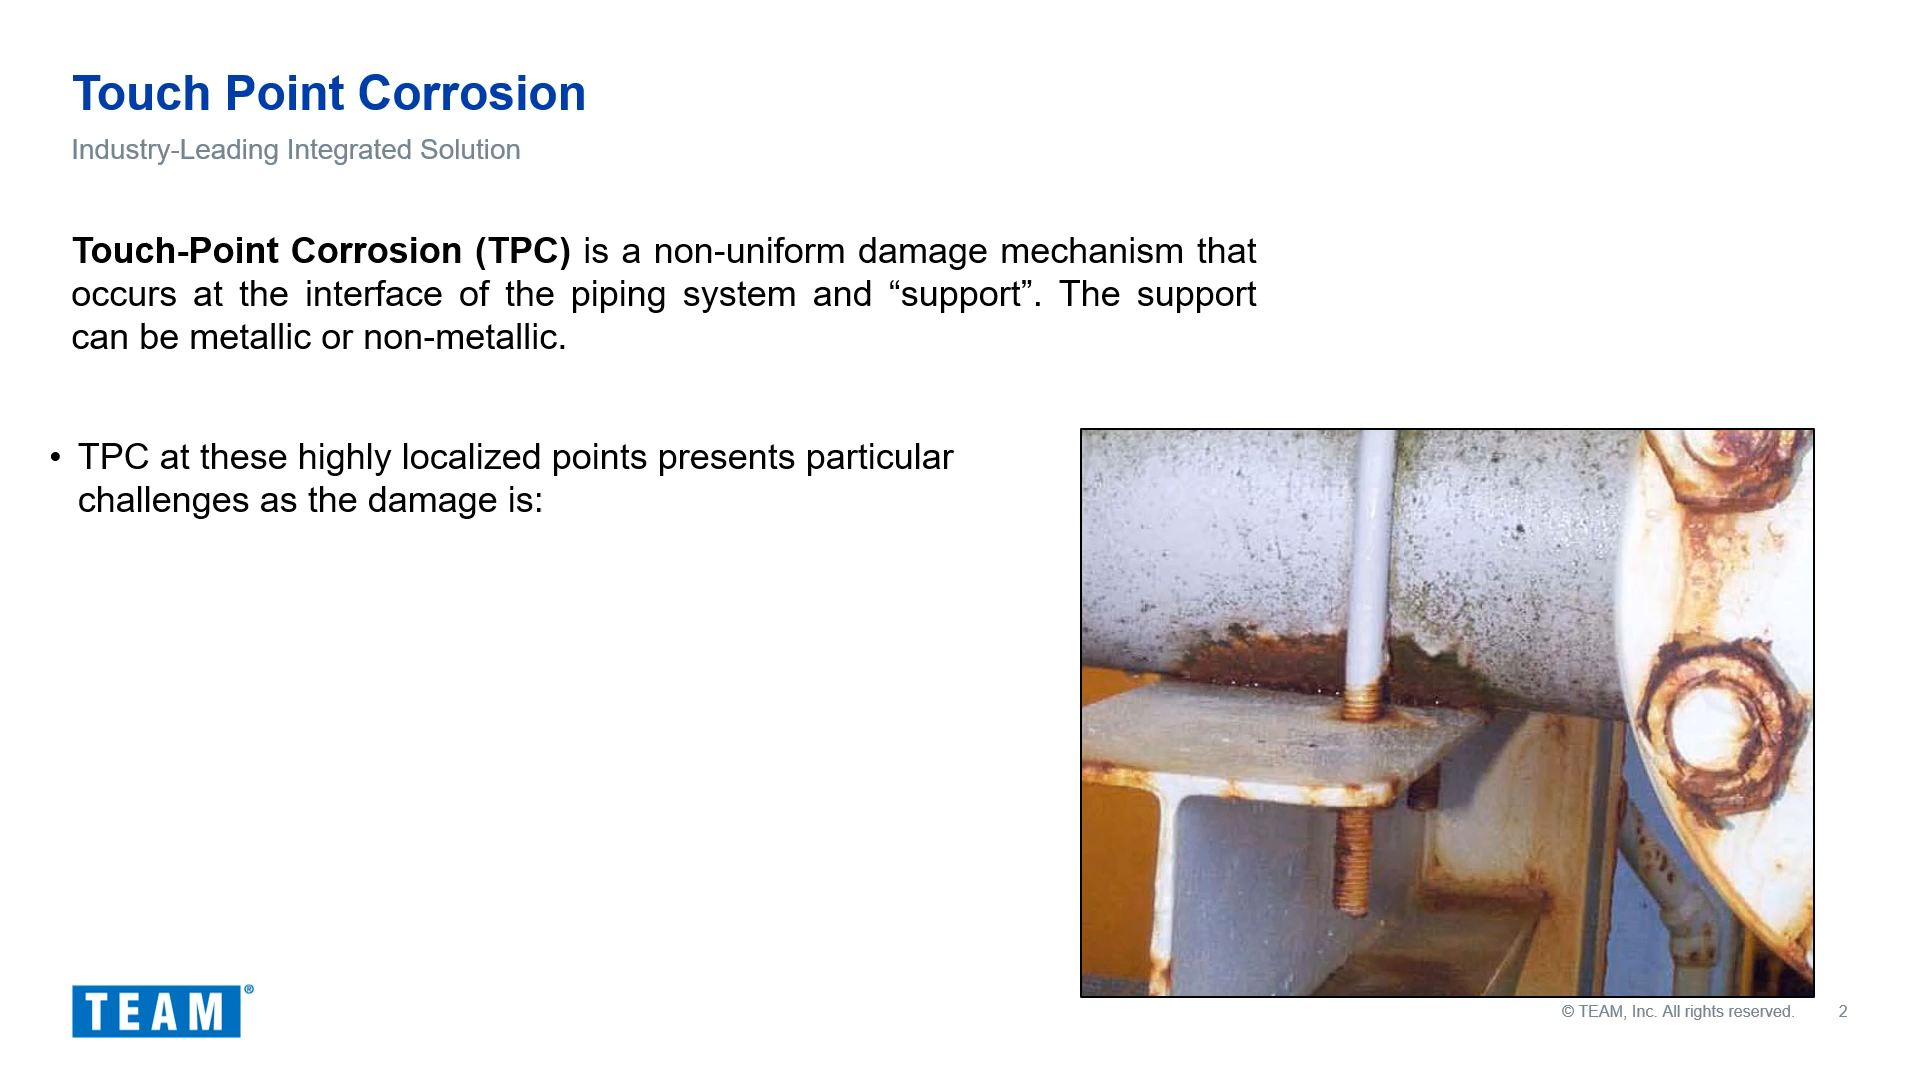 Touch Point Corrosion
Industry-Leading Integrated Solution
Touch-Point Corrosion (TPC) is a non-uniform damage mechanism that
occurs at the interface of the piping system and “support”. The support
can be metallic or non-metallic.
• TPC at these highly localized points presents particular
challenges as the damage is:
TEAM®
© TEAM, Inc. All rights reserved. 2